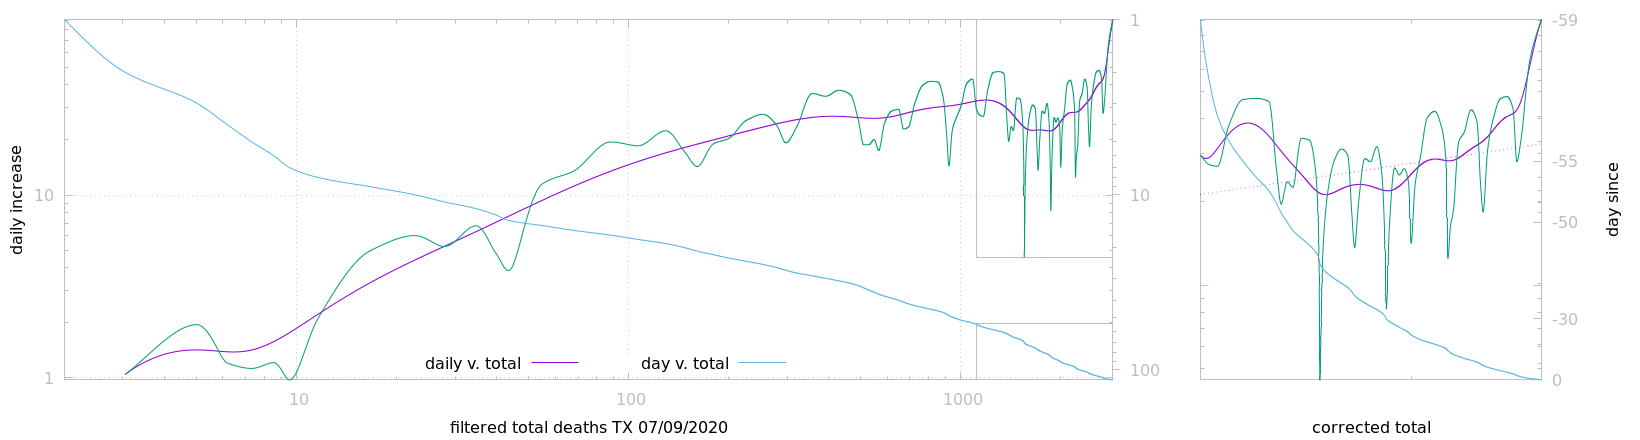 1
-59
10
-55
daily increase
10
-50
day since
-30
daily v. total
day v. total
1
100
0
10
100
1000
filtered total deaths TX 07/09/2020
corrected total